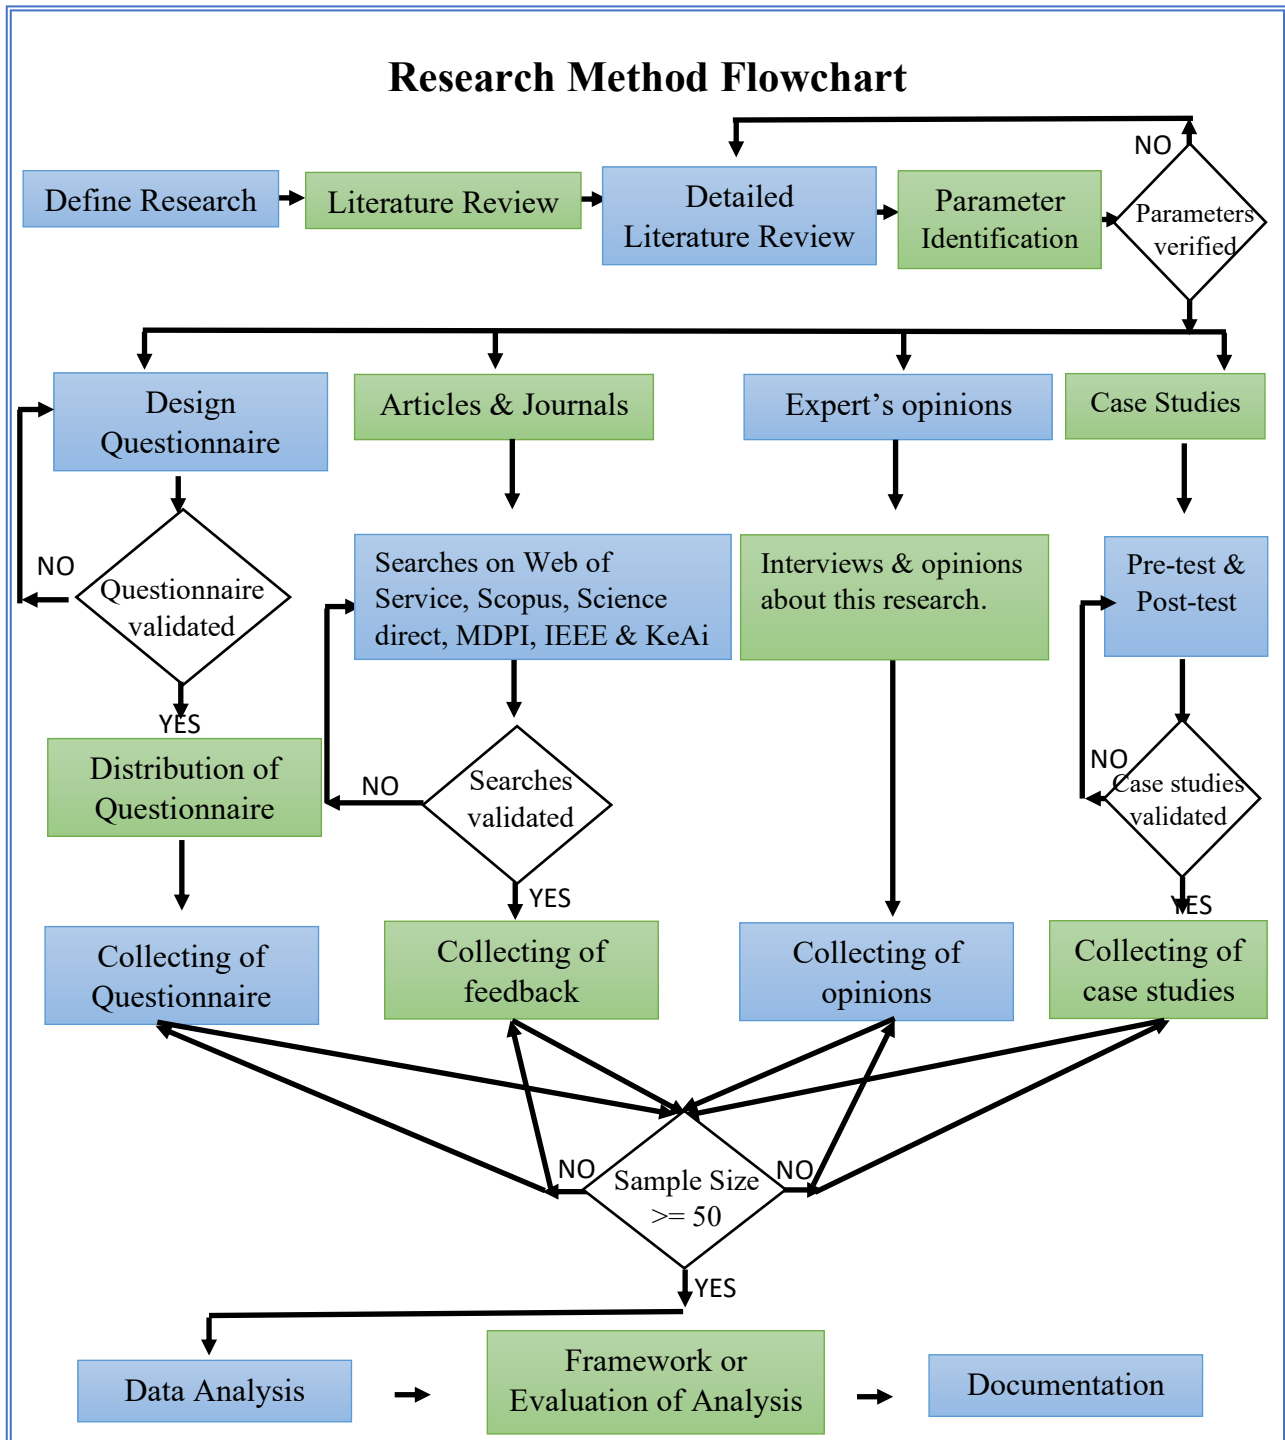 Research Method Flowchart
NO
Define Research
Literature Review
Detailed
Literature Review
Parameter
Identification
Parameters
verified
Design
Questionnaire
Articles & Journals
Expert's opinions
Case Studies
NO
Questionnaire
validated
YES
Searches on Web of
Service, Scopus, Science
direct, MDPI, IEEE & KeAi
Interviews & opinions
about this research.
Pre-test &
Post-test
Distribution of
Questionnaire
NO
Searches
validated
YES
NO
Case studies
validated
YES
Collecting of
Questionnaire
Collecting of
feedback
Collecting of
opinions
Collecting of
case studies
NO
Sample Size
>= 50
NO
YES
Data Analysis
Framework or
Evaluation of Analysis
Documentation